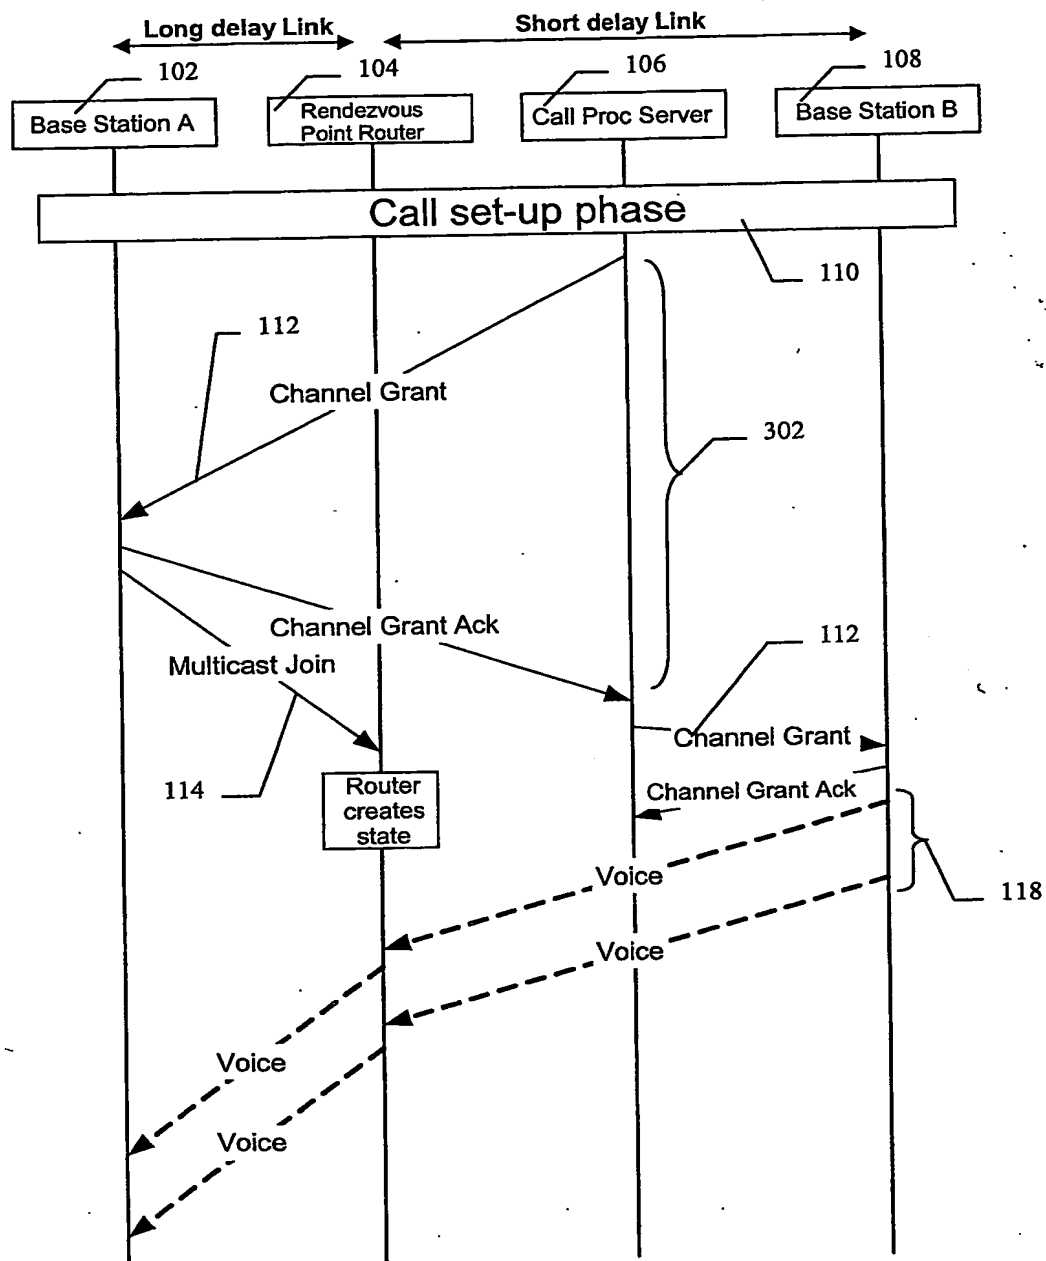 Long delay Link
Short delay Link
102
104
106
108
Base Station A
Rendezvous
Point Router
Call Proc Server
Base Station B
Call set-up phase
110
112
Channel Grant
302
Channel Grant Ack
112
Multicast Join
Channel Grant
114
Router
creates
state
Channel Grant Ack
Voice
118
Voice
Voice
Voice